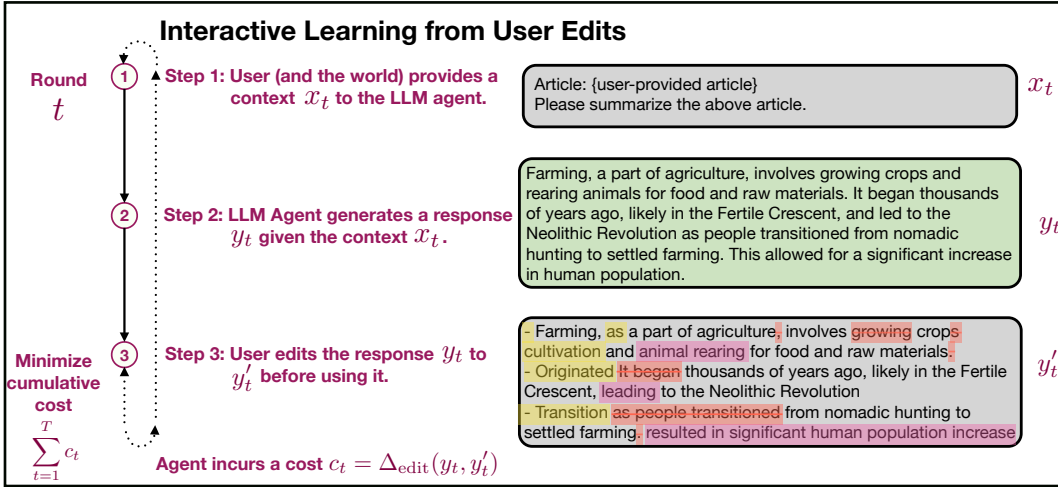 Interactive Learning from User Edits
Round
t
1
Step 1: User (and the world) provides a
context x_t to the LLM agent.
Article: {user-provided article}
Please summarize the above article.
x_t
2
Step 2: LLM Agent generates a response
y_t given the context x_t.
Farming, a part of agriculture, involves growing crops and
rearing animals for food and raw materials. It began thousands
of years ago, likely in the Fertile Crescent, and led to the
Neolithic Revolution as people transitioned from nomadic
hunting to settled farming. This allowed for a significant increase
in human population.
y_t
3
Step 3: User edits the response y_t to
y'_t before using it.
- Farming, as a part of agriculture, involves growing crops
cultivation and animal rearing for food and raw materials.
- Originated It began thousands of years ago, likely in the Fertile
Crescent, leading to the Neolithic Revolution
- Transition as people transitioned from nomadic hunting to
settled farming. resulted in significant human population increase
y'_t
Minimize
cumulative
cost
\sum_{t=1}^{T} c_t
Agent incurs a cost c_t = Δ_edit(y_t, y'_t)